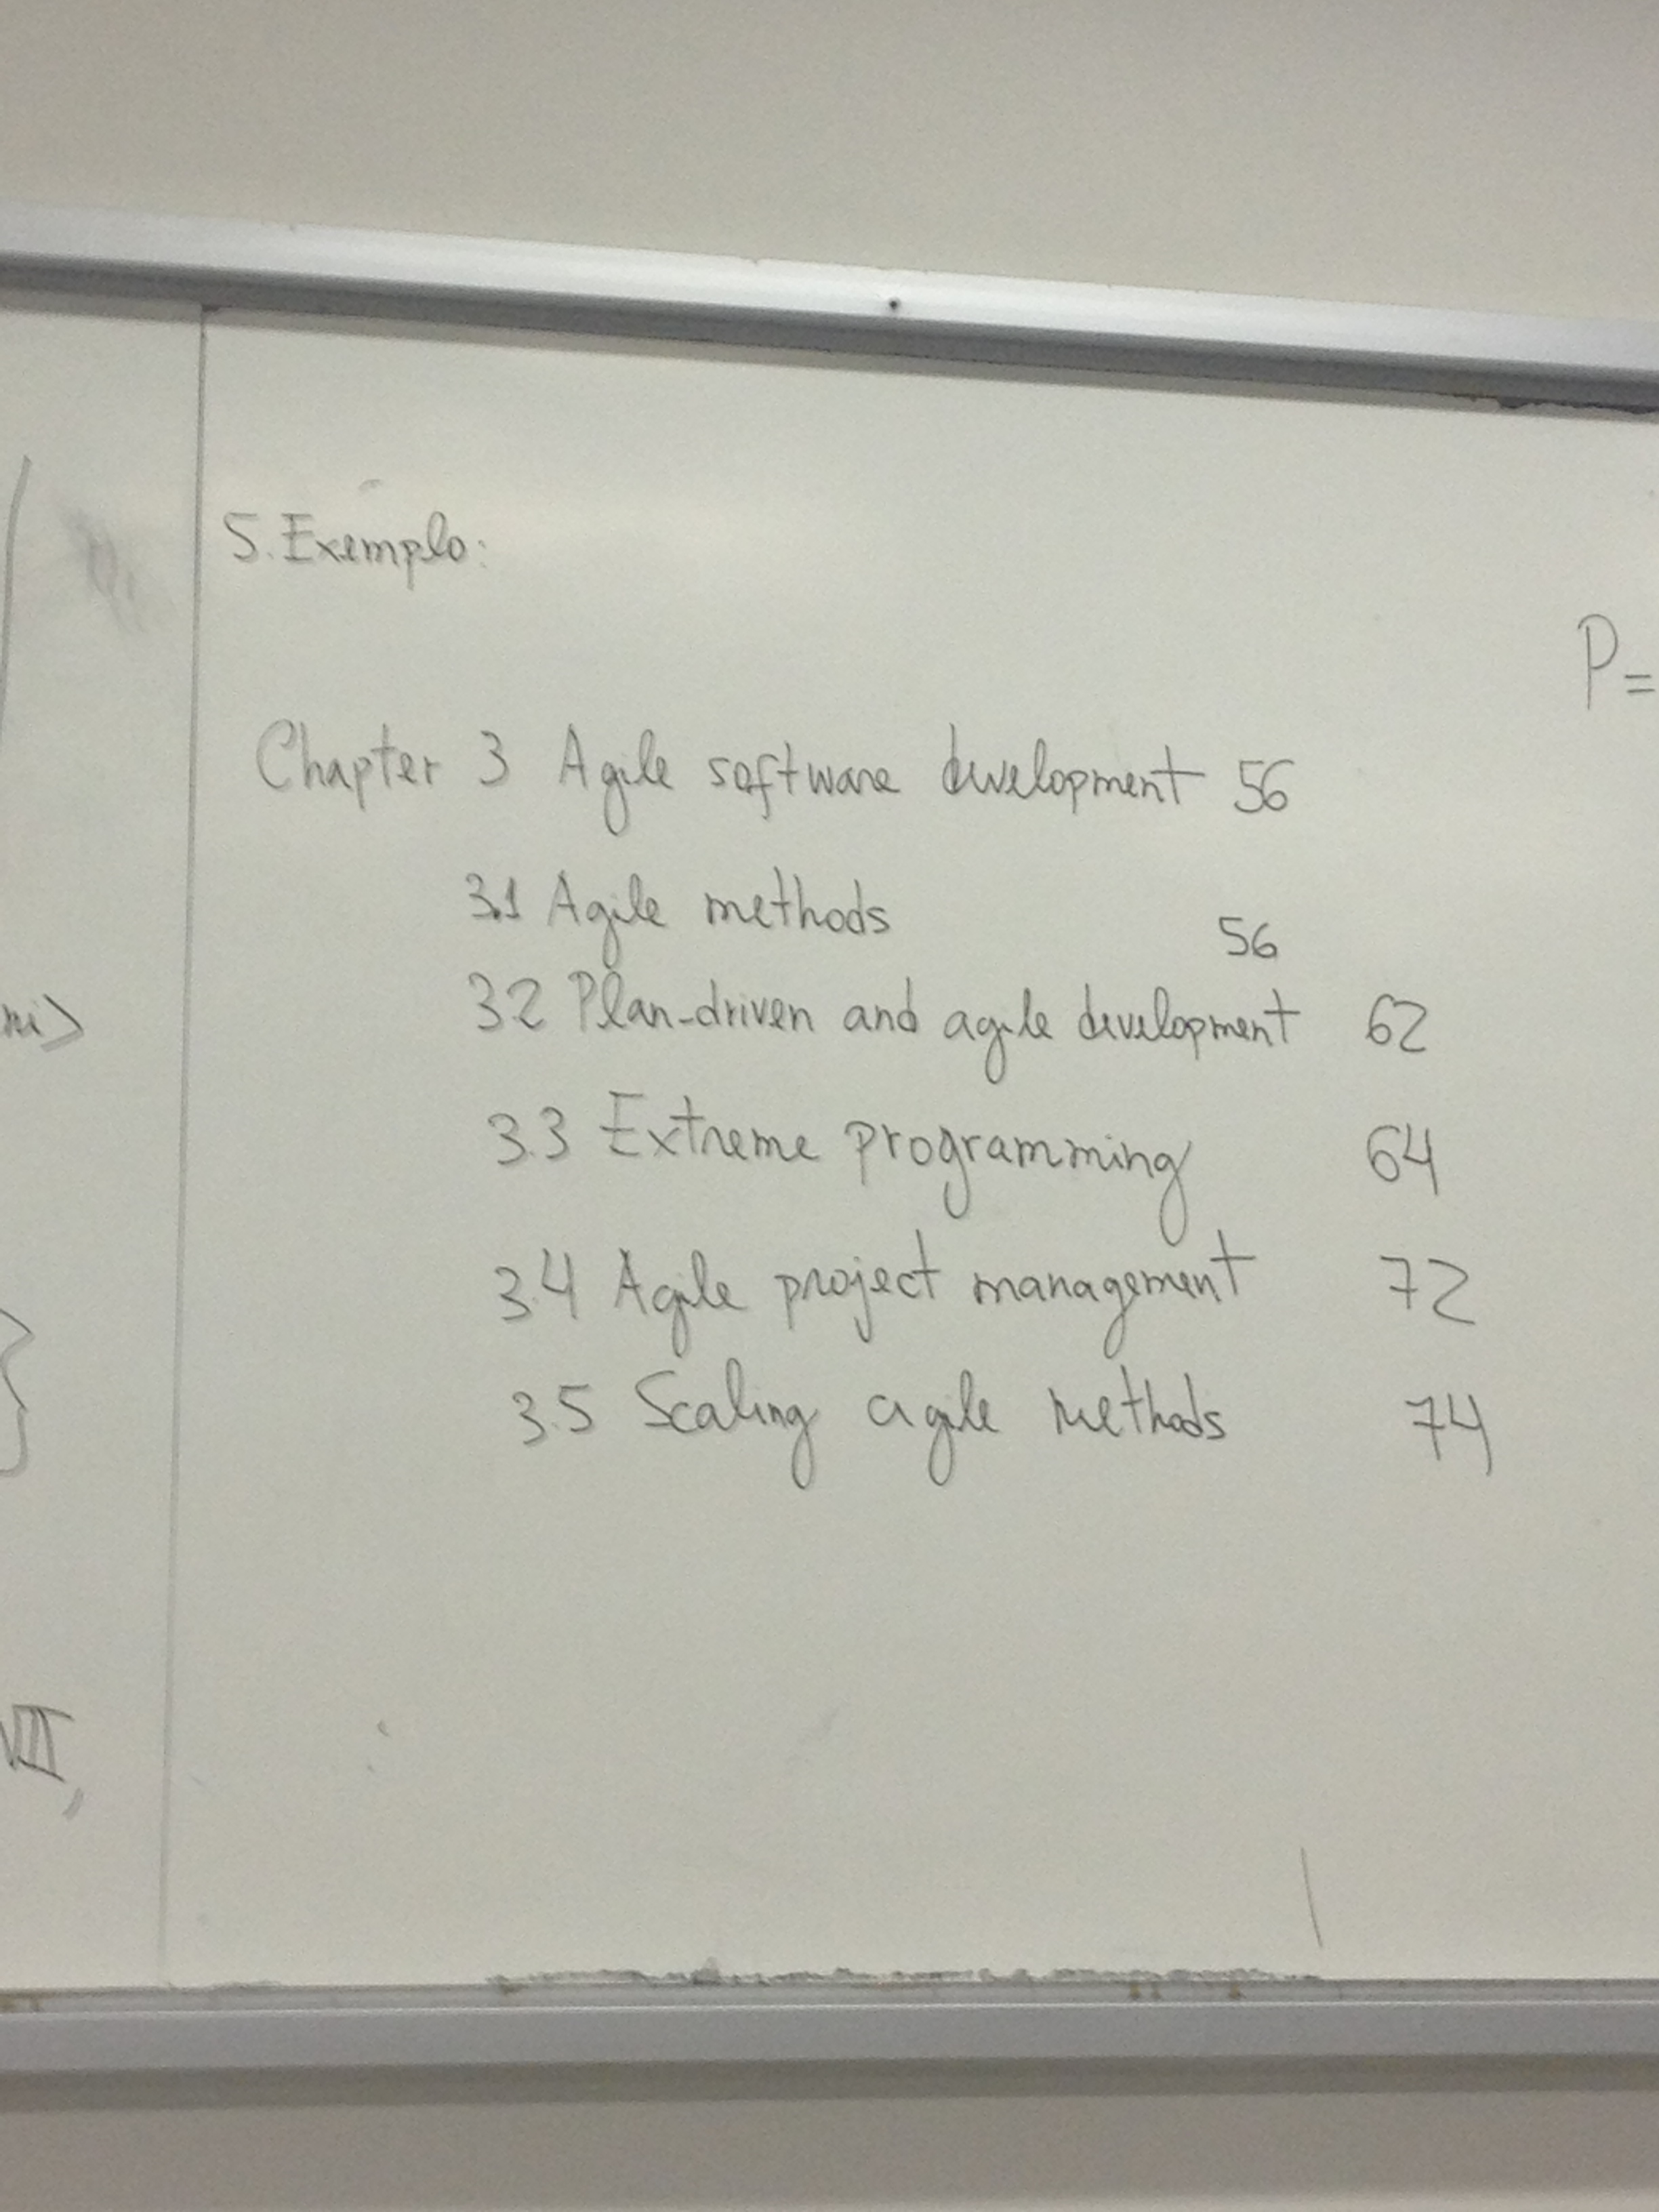 5. Exemplo:
P=
Chapter 3 Agile software development 56
3.1 Agile methods 56
3.2 Plan-driven and agile development 62
3.3 Extreme programming 64
3.4 Agile project management 72
3.5 Scaling agile methods 74
VII,